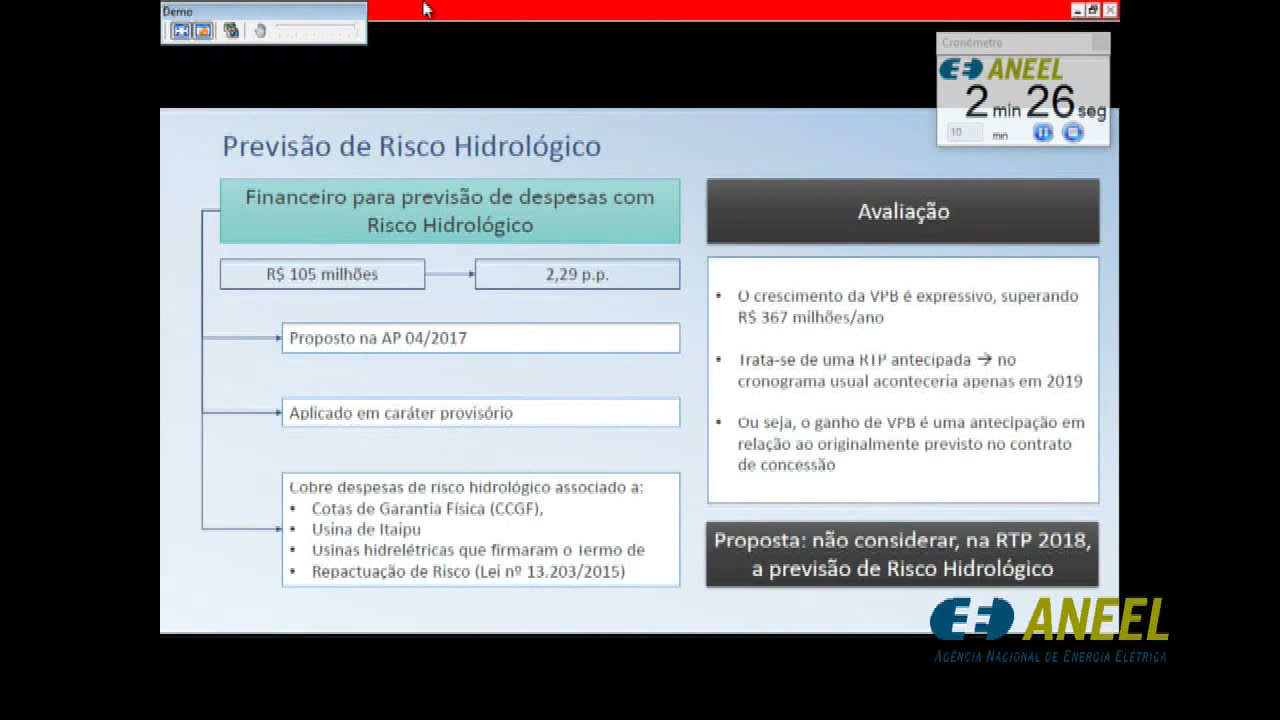 Demo
Cronômetro
ANEEL
2 min 26 seg
10 mn
Previsão de Risco Hidrológico
Financeiro para previsão de despesas com
Risco Hidrológico
R$ 105 milhões
2,29 p.p.
Proposto na AP 04/2017
Aplicado em caráter provisório
Cobre despesas de risco hidrológico associado a:
• Cotas de Garantia Física (CCGF),
• Usina de Itaipu
• Usinas hidrelétricas que firmaram o Termo de
• Repactuação de Risco (Lei nº 13.203/2015)
Avaliação
• O crescimento da VPB é expressivo, superando
R$ 367 milhões/ano
• Trata-se de uma RTP antecipada → no
cronograma usual aconteceria apenas em 2019
• Ou seja, o ganho de VPB é uma antecipação em
relação ao originalmente previsto no contrato
de concessão
Proposta: não considerar, na RTP 2018,
a previsão de Risco Hidrológico
ANEEL
AGÊNCIA NACIONAL DE ENERGIA ELÉTRICA